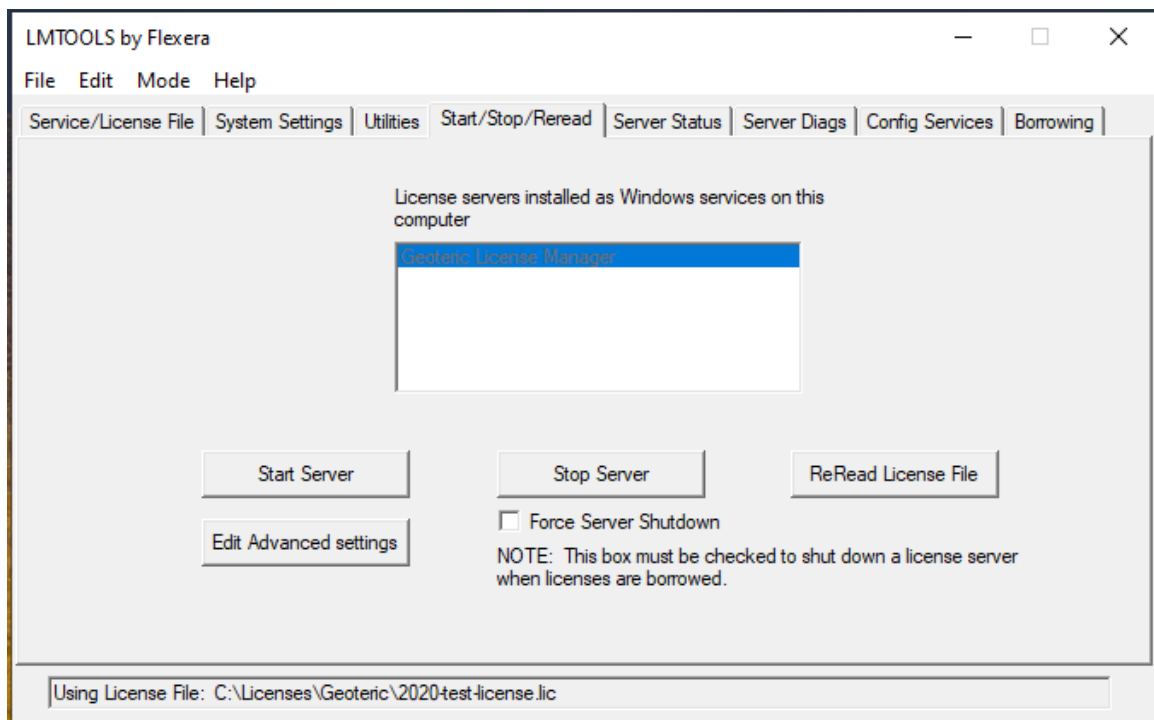 LMTOOLS by Flexera
File Edit Mode Help
Service/License File System Settings Utilities Start/Stop/Reread Server Status Server Diags Config Services Borrowing
License servers installed as Windows services on this
computer
Geoteric License Manager
Start Server Stop Server ReRead License File
Edit Advanced settings
Force Server Shutdown
NOTE: This box must be checked to shut down a license server
when licenses are borrowed.
Using License File: C:\Licenses\Geoteric\2020-test-license.lic